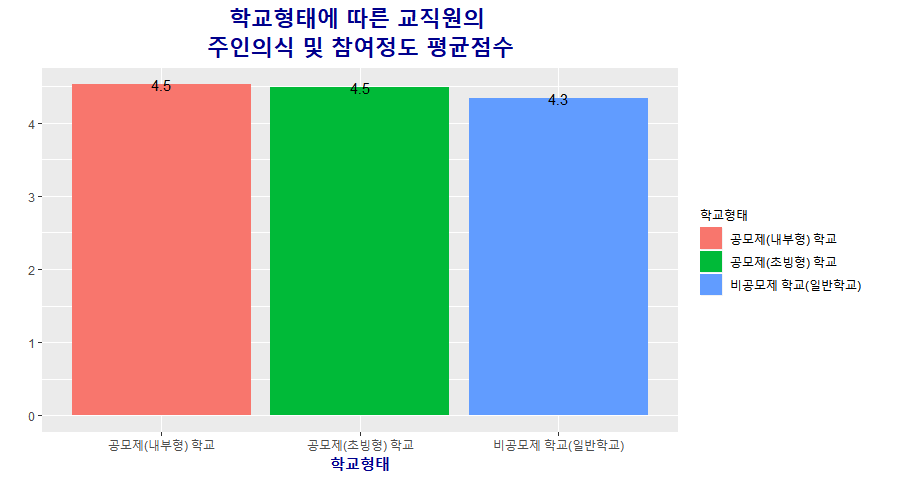 학교형태에 따른 교직원의
주인의식 및 참여정도 평균점수
4.5
4.5
4.3
4
3
2
1
0
공모제(내부형) 학교
공모제(초빙형) 학교
비공모제 학교(일반학교)
학교형태
학교형태
공모제(내부형) 학교
공모제(초빙형) 학교
비공모제 학교(일반학교)